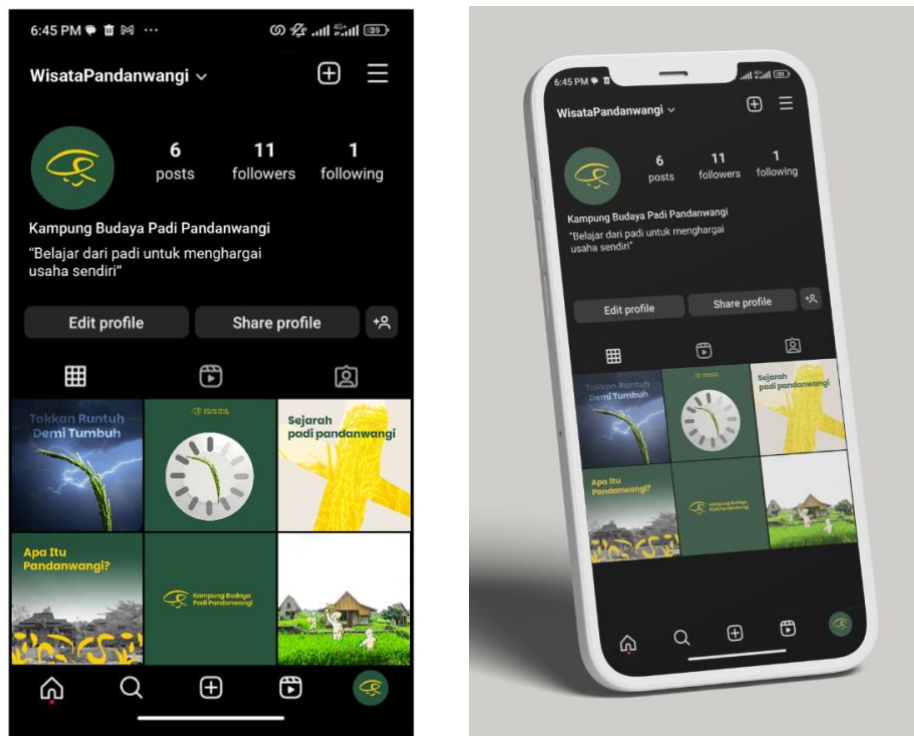 6:45 PM
39
WisataPandanwangi
6 posts
11 followers
1 following
Kampung Budaya Padi Pandanwangi
“Belajar dari padi untuk menghargai
usaha sendiri”
Edit profile
Share profile
Takkan Runtuh
Demi Tumbuh
Sejarah
padi pandanwangi
Apa Itu
Pandanwangi?
Kampung Budaya
Padi Pandanwangi
6:45 PM
WisataPandanwangi
6 posts
11 followers
1 following
Kampung Budaya Padi Pandanwangi
“Belajar dari padi untuk menghargai
usaha sendiri”
Edit profile
Share profile
Takkan Runtuh
Demi Tumbuh
Sejarah
padi pandanwangi
Apa Itu
Pandanwangi?
Kampung Budaya
Padi Pandanwangi